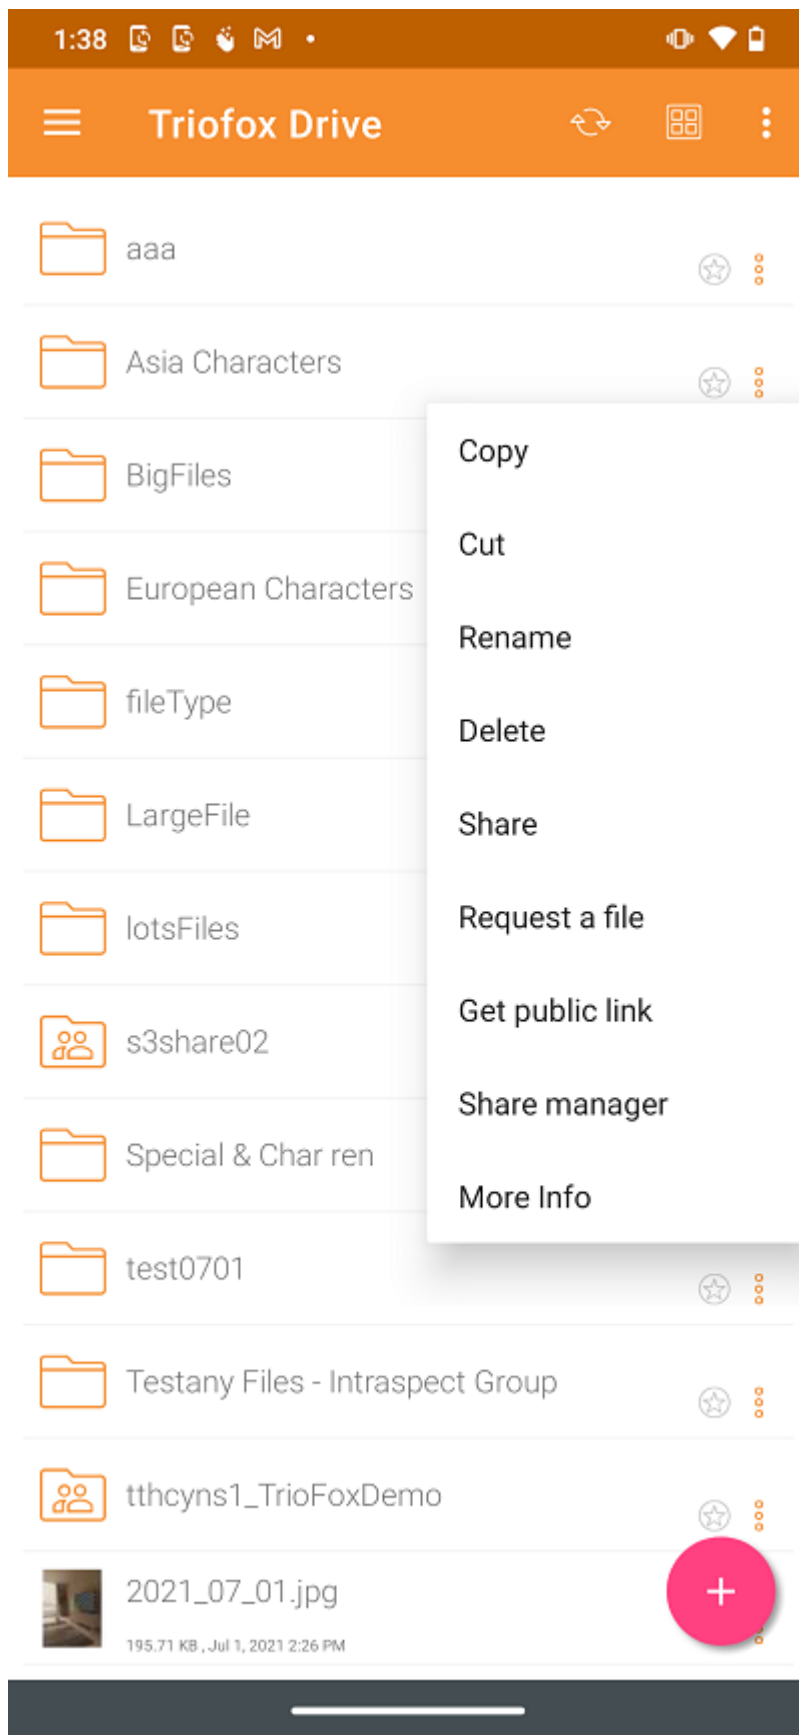 1:38
Triofox Drive
aaa
Asia Characters
BigFiles
European Characters
fileType
LargeFile
lotsFiles
s3share02
Special & Char ren
test0701
Testany Files - Intraspect Group
tthcyns1_TrioFoxDemo
2021_07_01.jpg
195.71 KB , Jul 1, 2021 2:26 PM
Copy
Cut
Rename
Delete
Share
Request a file
Get public link
Share manager
More Info